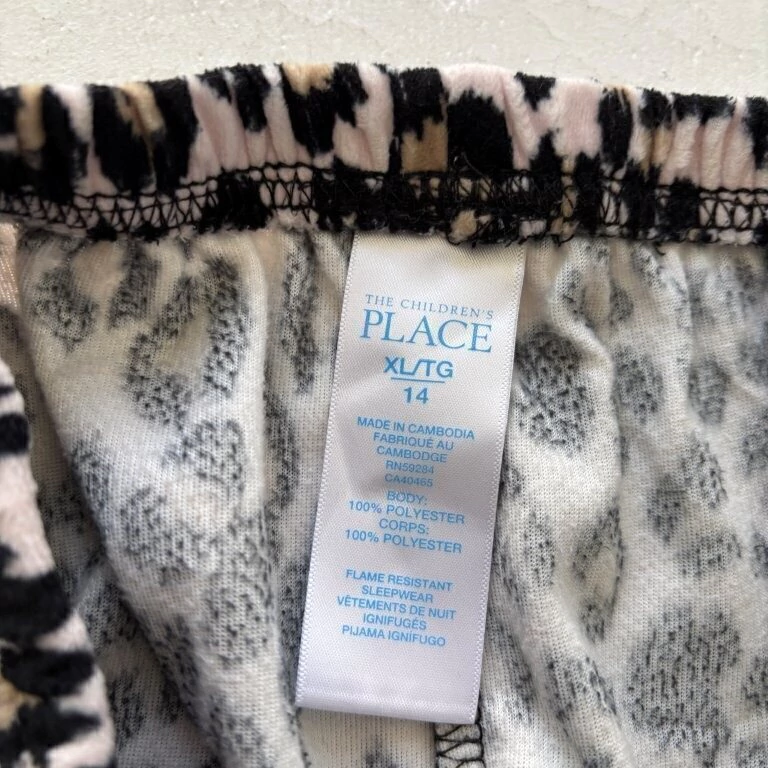 THE CHILDREN'S
PLACE
XL/TG
14
MADE IN CAMBODIA
FABRIQUÉ AU
CAMBODGE
RN59284
CA40465
BODY:
100% POLYESTER
CORPS:
100% POLYESTER
FLAME RESISTANT
SLEEPWEAR
VÊTEMENTS DE NUIT
IGNIFUGÉS
PIJAMA IGNÍFUGO